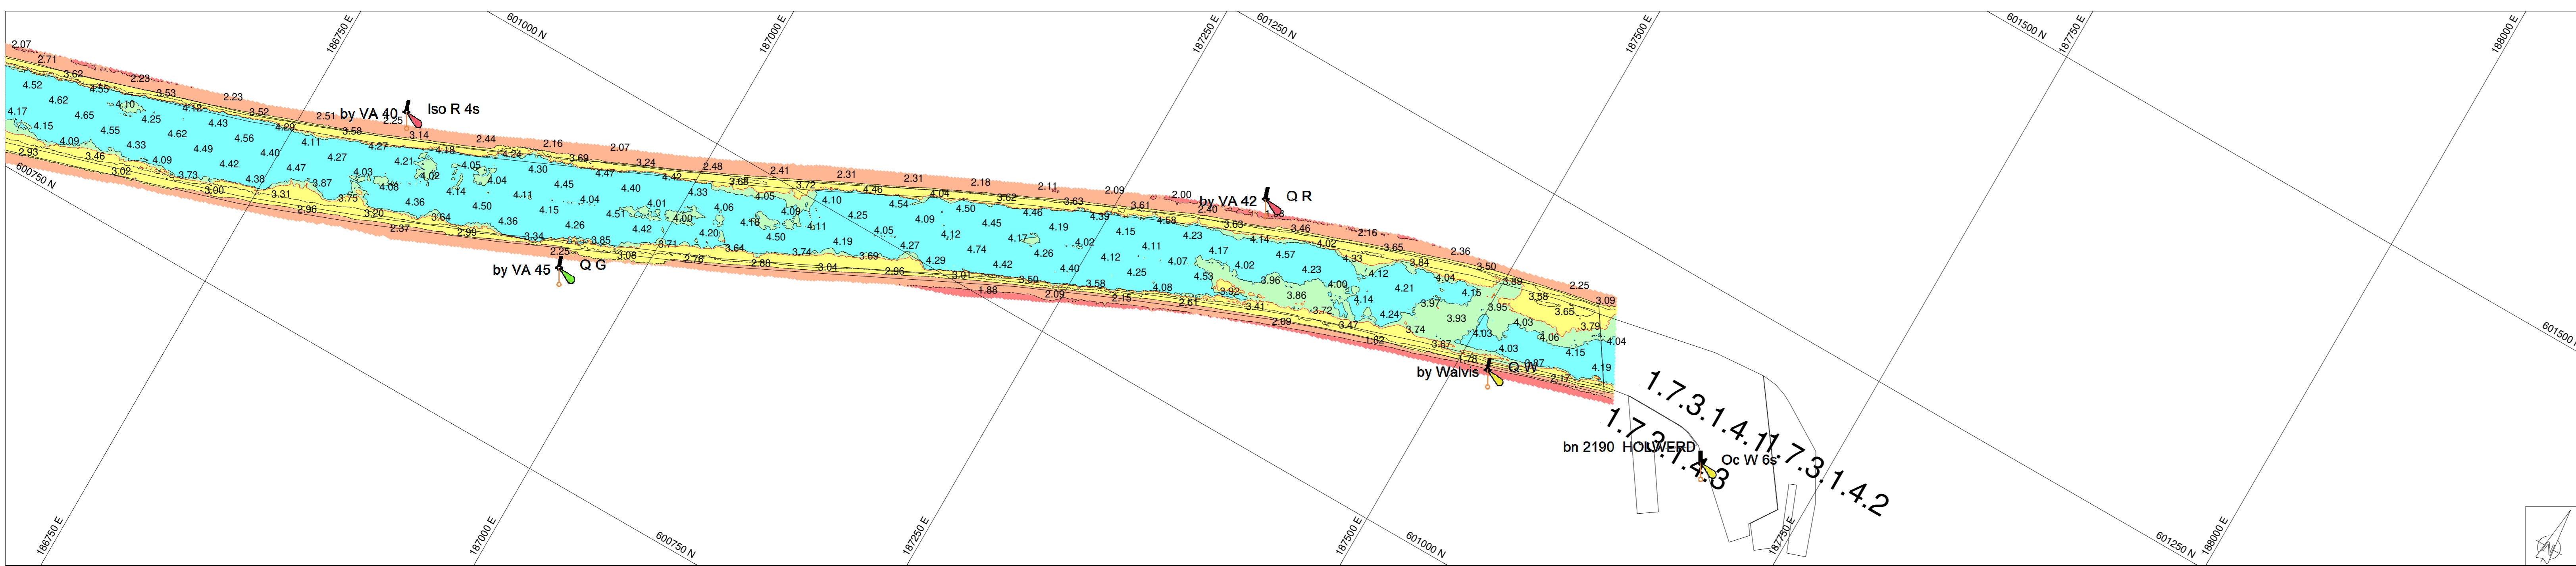 186750 E
601000 N
187000 E
187250 E
601250 N
187500 E
601500 N
187750 E
188000 E
2.07
2.71
3.62 2.23
4.52 4.55 3.53 2.23
4.62 4.10 4.12 3.52 2.51 2.25
by VA 40 Iso R 4s
4.17 4.65 4.25 4.43 4.29 3.58 3.14 2.44 2.16 2.07
4.15 4.55 4.62 4.56 4.11 4.27 4.18 4.24 3.69 3.24 2.48 2.41 2.31 2.31 2.18 2.11 2.09 2.00
4.09 4.33 4.49 4.40 4.27 4.21 4.05 4.30 4.47 4.42 3.68 3.72 4.46 4.04 3.62 3.63 3.61 2.40
by VA 42 Q R
2.93 3.46 4.09 4.42 4.47 4.03 4.02 4.04 4.45 4.40 4.33 4.05 4.10 4.54 4.50 4.46 4.39 4.58 3.63 3.46 2.16
600750 N
3.02 3.73 4.38 3.87 4.08 4.14 4.11 4.04 4.01 4.06 4.09 4.25 4.09 4.45 4.19 4.15 4.23 4.14 4.02 3.65 2.36
3.00 3.31 3.75 4.36 4.50 4.15 4.51 4.00 4.18 4.11 4.05 4.12 4.17 4.02 4.11 4.17 4.57 4.33 3.84 3.50 2.25
2.96 3.20 3.64 4.36 4.26 4.42 4.20 4.50 4.19 4.27 4.74 4.26 4.12 4.07 4.02 4.23 4.12 4.04 3.89 3.09
2.37 2.99 3.34 3.85 3.71 3.64 3.74 3.69 4.29 4.42 4.40 4.25 4.53 3.96 4.00 4.21 4.15 3.58
2.25 3.08 2.76 2.88 3.04 2.96 3.01 3.50 3.58 4.08 3.92 3.86 4.14 3.97 3.95 3.65
by VA 45 Q G
1.88 2.09 2.15 2.61 3.41 3.72 4.24 3.93 4.03 3.79
2.09 3.47 3.74 4.03 4.06 4.04
1.82 3.67 4.03 4.15
1.78 4.19
by Walvis Q W
2.17
601500 N
1.7.3.1.4.1
1.7.3.1.4.2
1.7.3.1.4.3
bn 2190 HOLWERD
Oc W 6s
186750 E
187000 E
600750 N
187250 E
187500 E
601000 N
187750 E
601250 N
188000 E
N